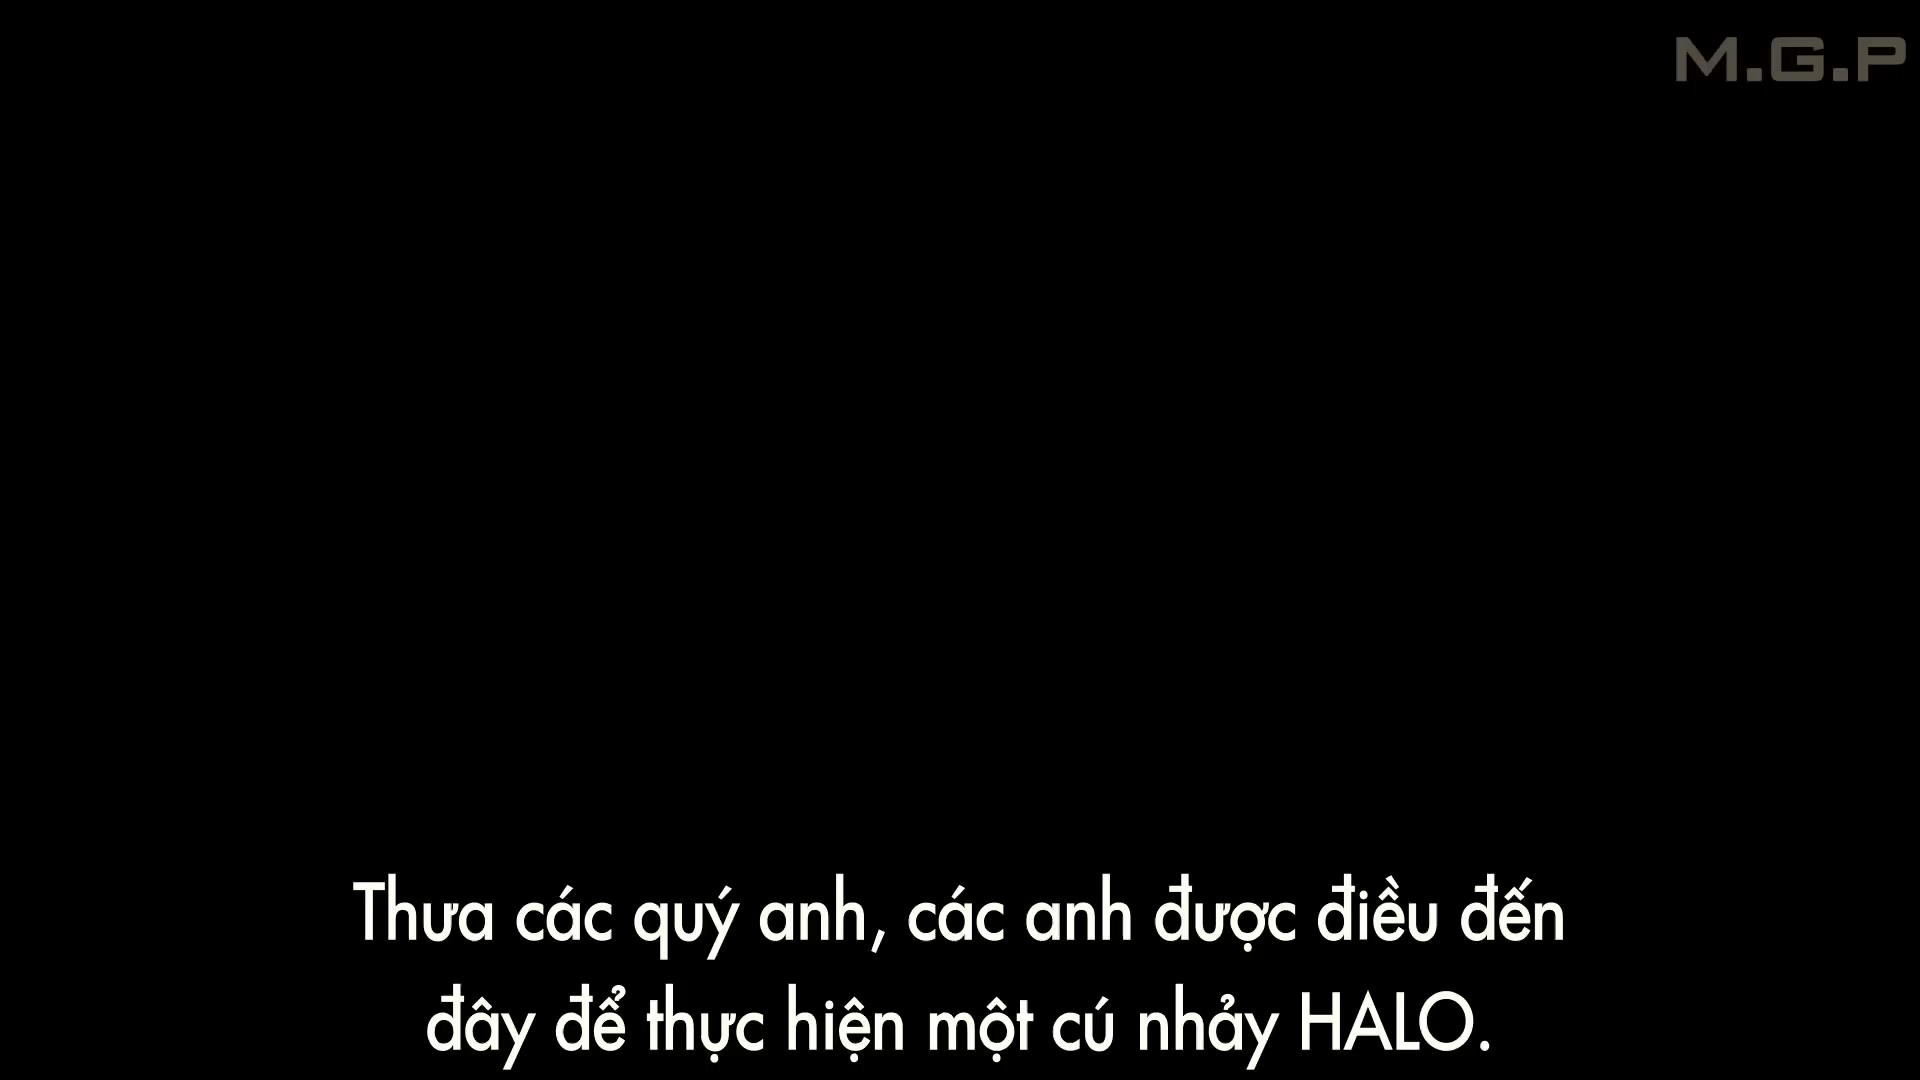 M.G.P
Thưa các quý anh, các anh được điều đến
đây để thực hiện một cú nhảy HALO.